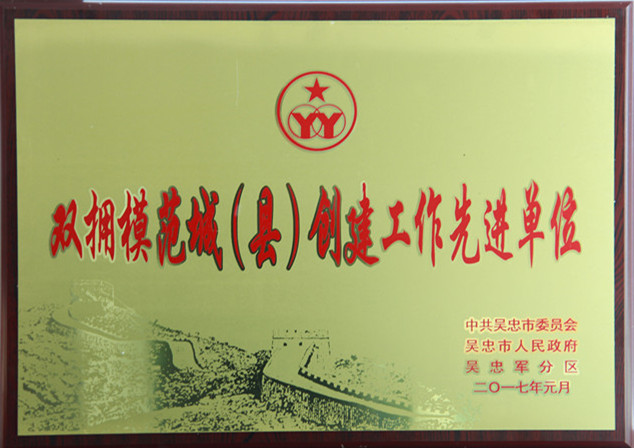 YY
双拥模范城(县)创建工作先进单位
中共吴忠市委员会
吴忠市人民政府
吴忠军分区
二〇一七年元月